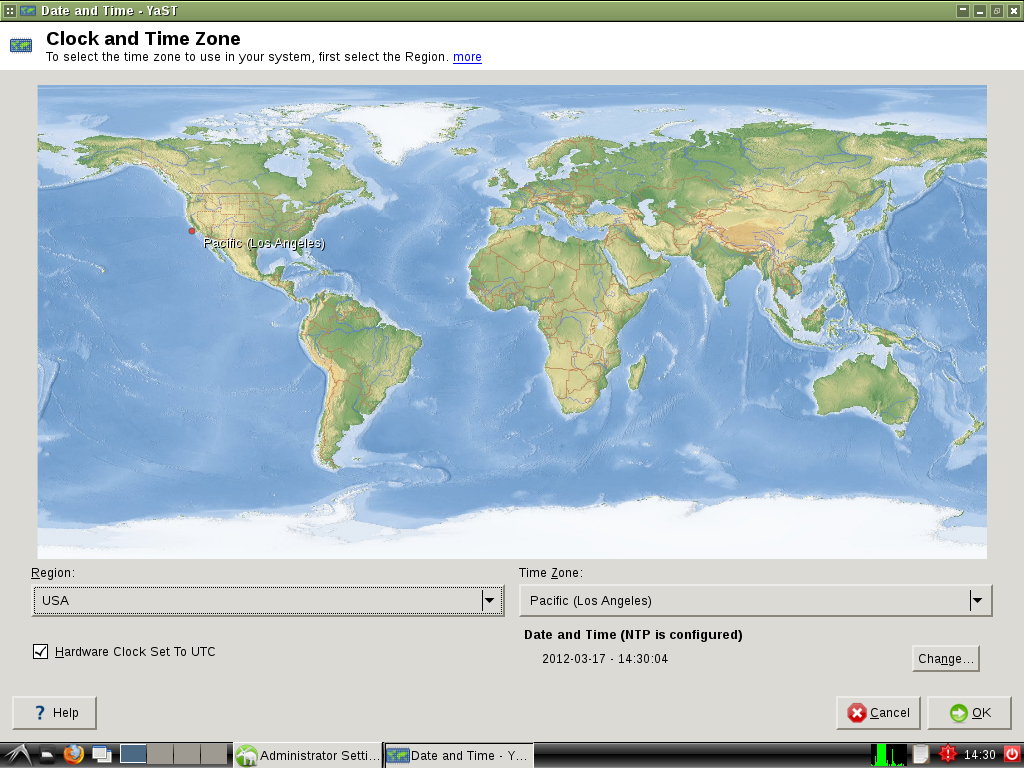 Date and Time - YaST
Clock and Time Zone
To select the time zone to use in your system, first select the Region. more
Pacific (Los Angeles)
Region:
Time Zone:
USA
Pacific (Los Angeles)
Date and Time (NTP is configured)
Hardware Clock Set To UTC
2012-03-17 - 14:30:04
Change...
? Help
Cancel
OK
Administrator Setti...
Date and Time - Y...
14:30